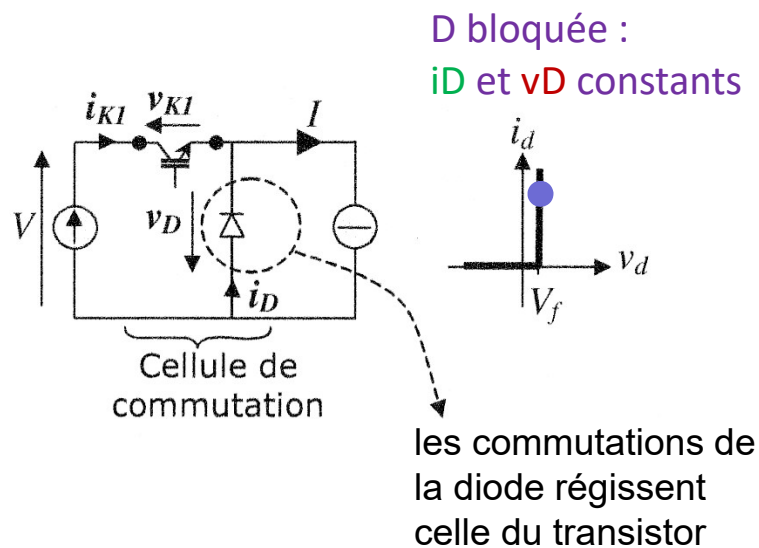 D bloquée :
iD et vD constants
iK1
vK1
I
id
V
vD
vd
iD
Vf
Cellule de
commutation
les commutations de
la diode régissent
celle du transistor